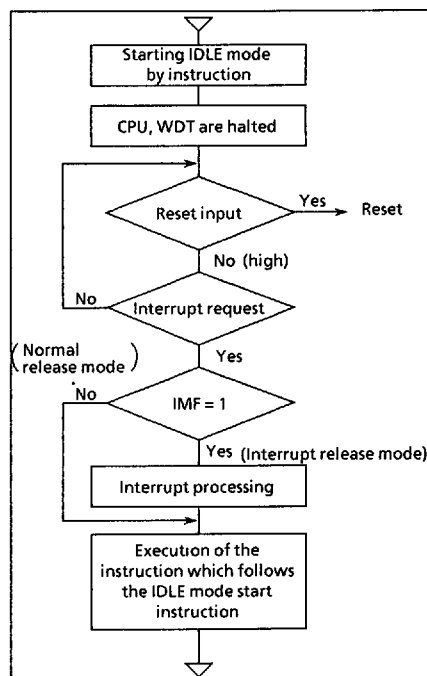 Starting IDLE mode
by instruction
CPU, WDT are halted
Reset input
Yes
Reset
No (high)
Interrupt request
No
Yes
(Normal
release mode)
No
IMF = 1
Yes (Interrupt release mode)
Interrupt processing
Execution of the
instruction which follows
the IDLE mode start
instruction